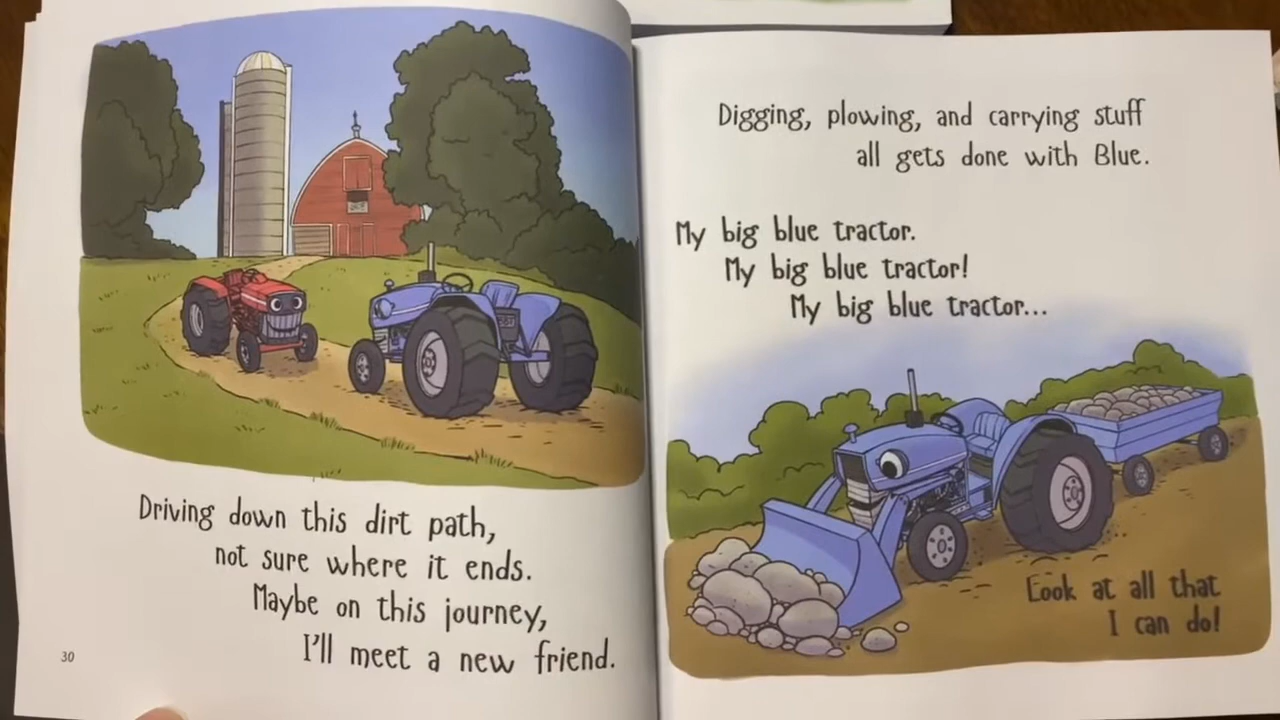 Driving down this dirt path,
not sure where it ends.
Maybe on this journey,
I'll meet a new friend.
30
Digging, plowing, and carrying stuff
all gets done with Blue.
My big blue tractor.
My big blue tractor!
My big blue tractor...
Look at all that
I can do!